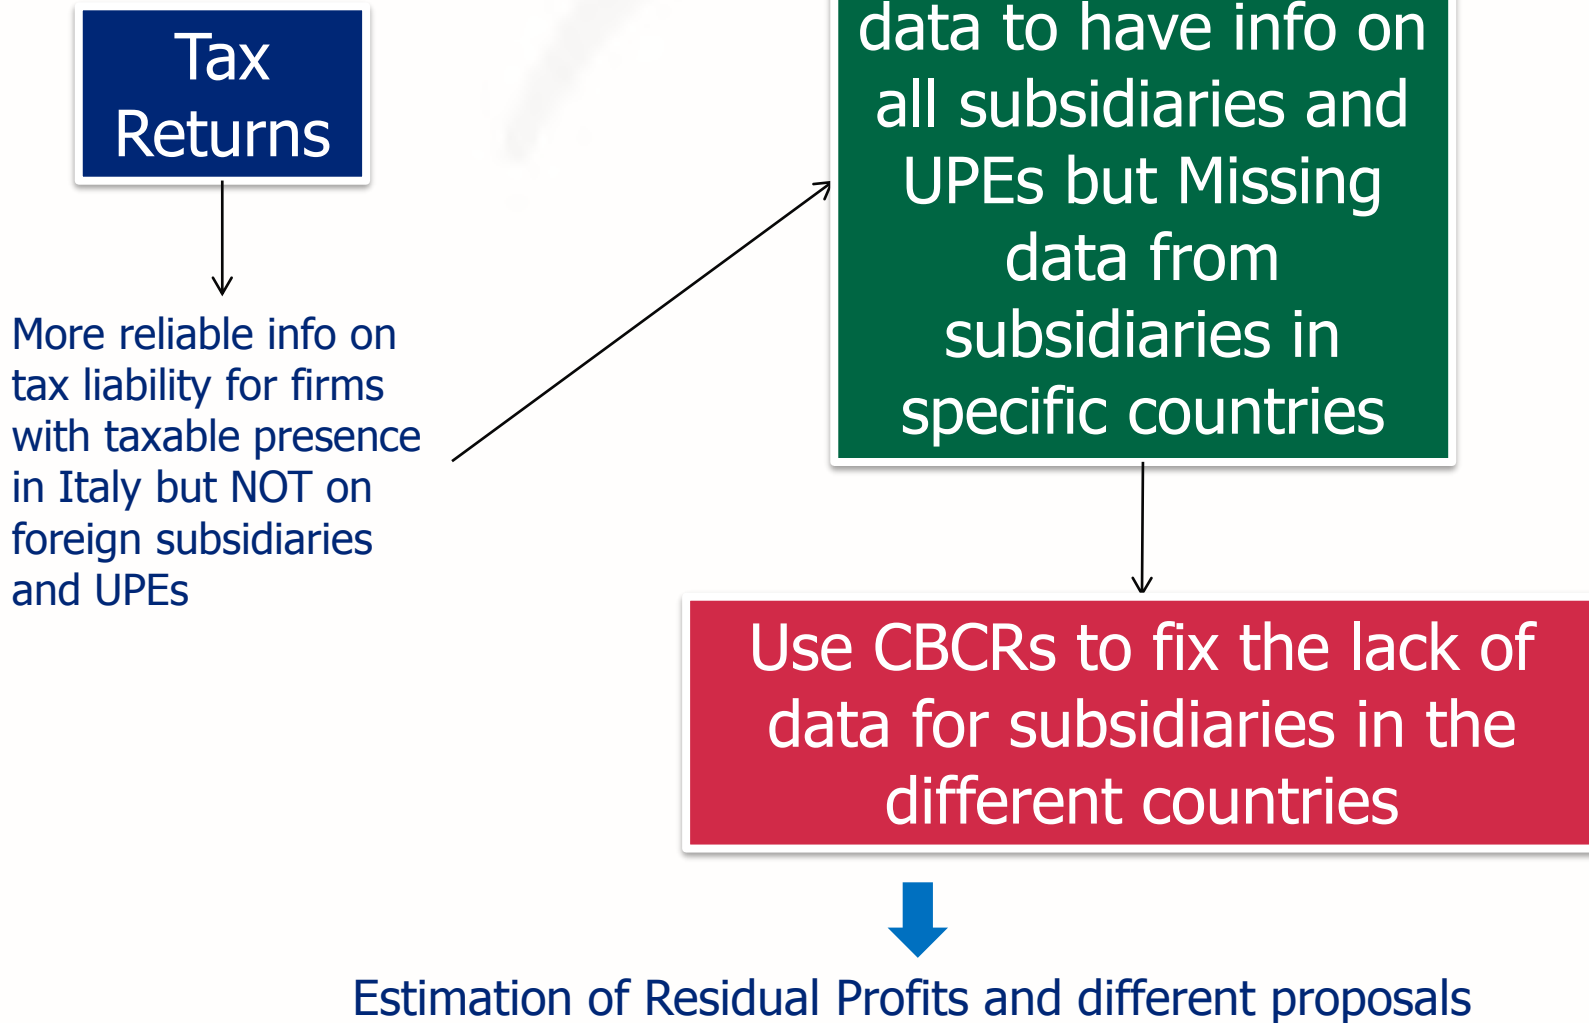 Tax
Returns
More reliable info on
tax liability for firms
with taxable presence
in Italy but NOT on
foreign subsidiaries
and UPEs
data to have info on
all subsidiaries and
UPEs but Missing
data from
subsidiaries in
specific countries
Use CBCRs to fix the lack of
data for subsidiaries in the
different countries
Estimation of Residual Profits and different proposals